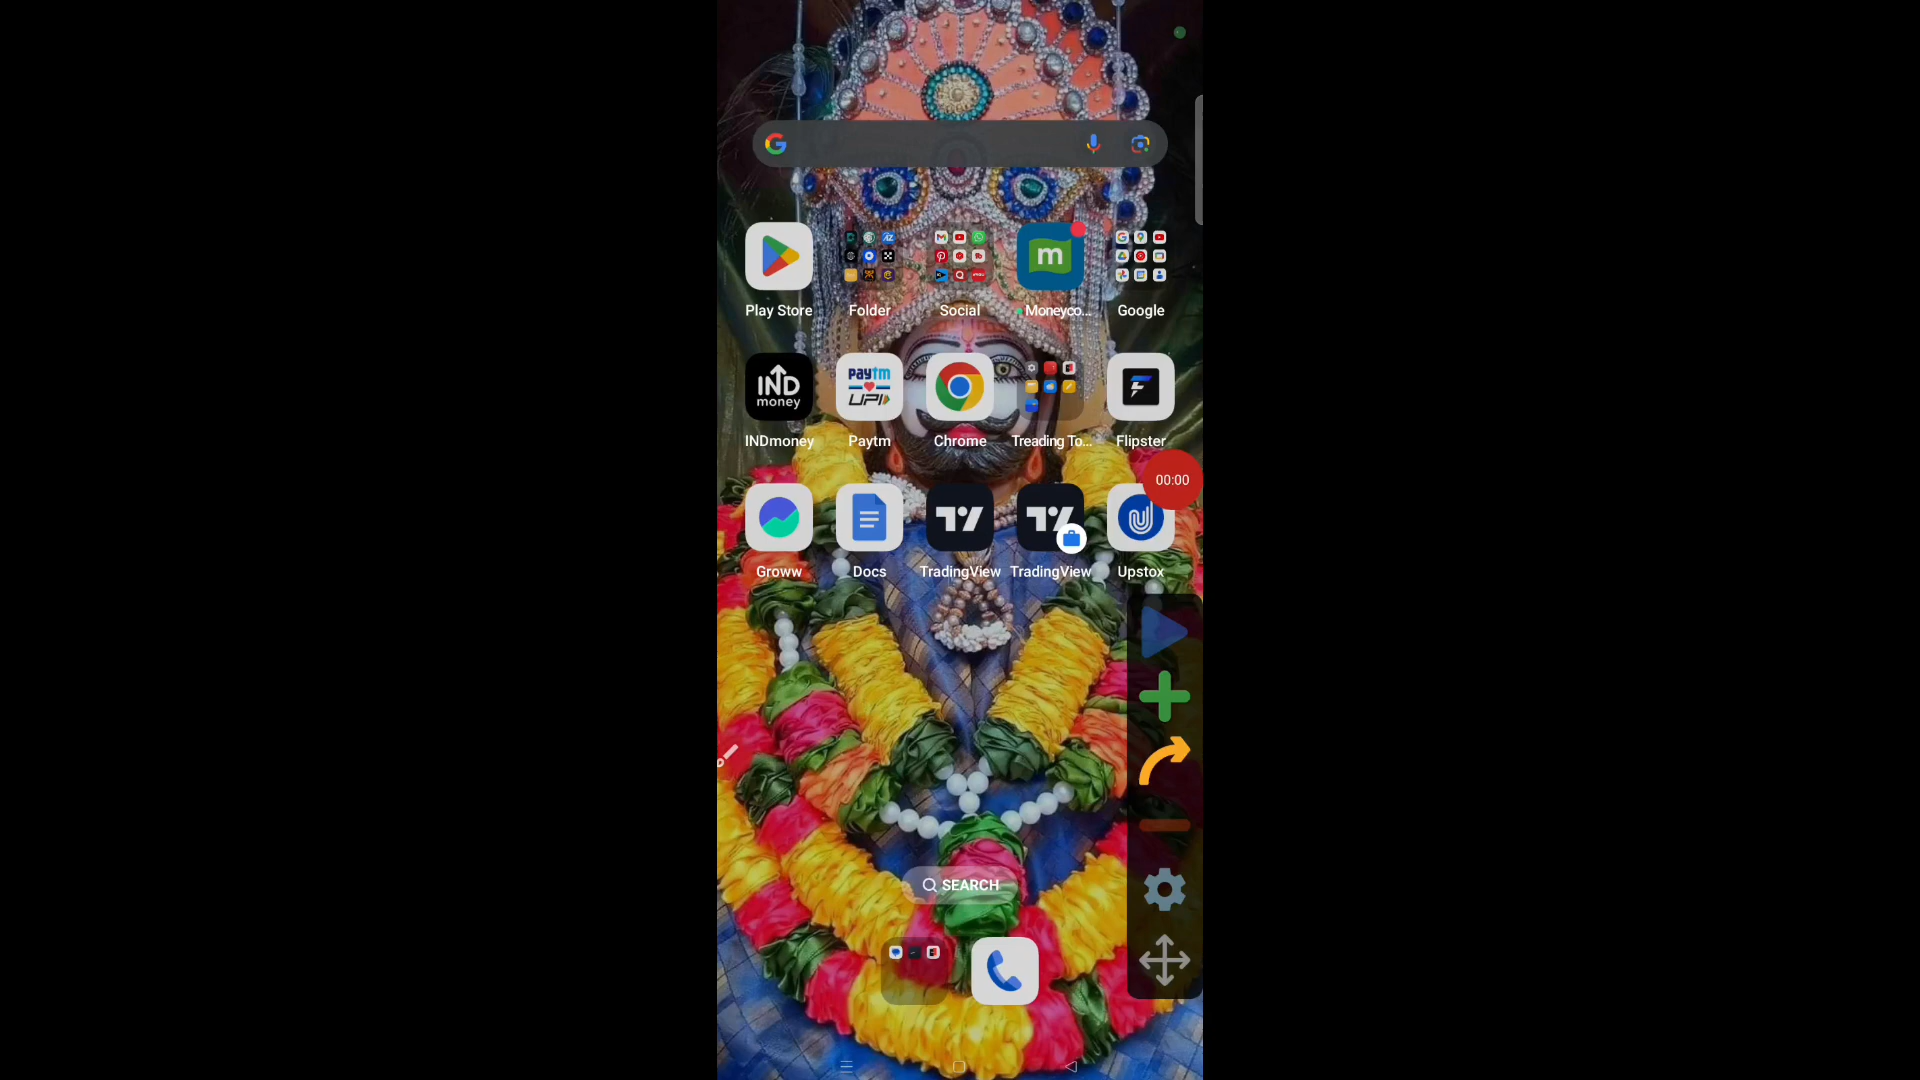 Play Store
Folder
Social
Moneyco...
Google
m
IND
money
paytm
UPI
INDmoney
Paytm
Chrome
Treading To...
Flipster
00:00
Groww
Docs
TradingView
TradingView
Upstox
SEARCH